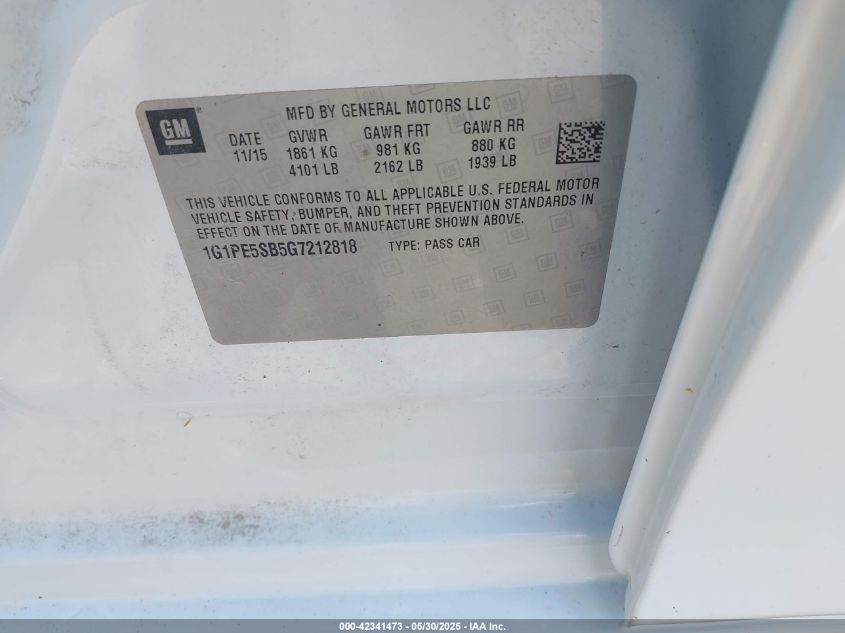 GM
MFD BY GENERAL MOTORS LLC
DATE GVWR GAWR FRT GAWR RR
11/15 1861 KG 981 KG 880 KG
4101 LB 2162 LB 1939 LB
THIS VEHICLE CONFORMS TO ALL APPLICABLE U.S. FEDERAL MOTOR
VEHICLE SAFETY, BUMPER, AND THEFT PREVENTION STANDARDS IN
EFFECT ON THE DATE OF MANUFACTURE SHOWN ABOVE.
1G1PE5SB5G7212818 TYPE: PASS CAR
000-42341473 — 05/30/2025 - IAA Inc.